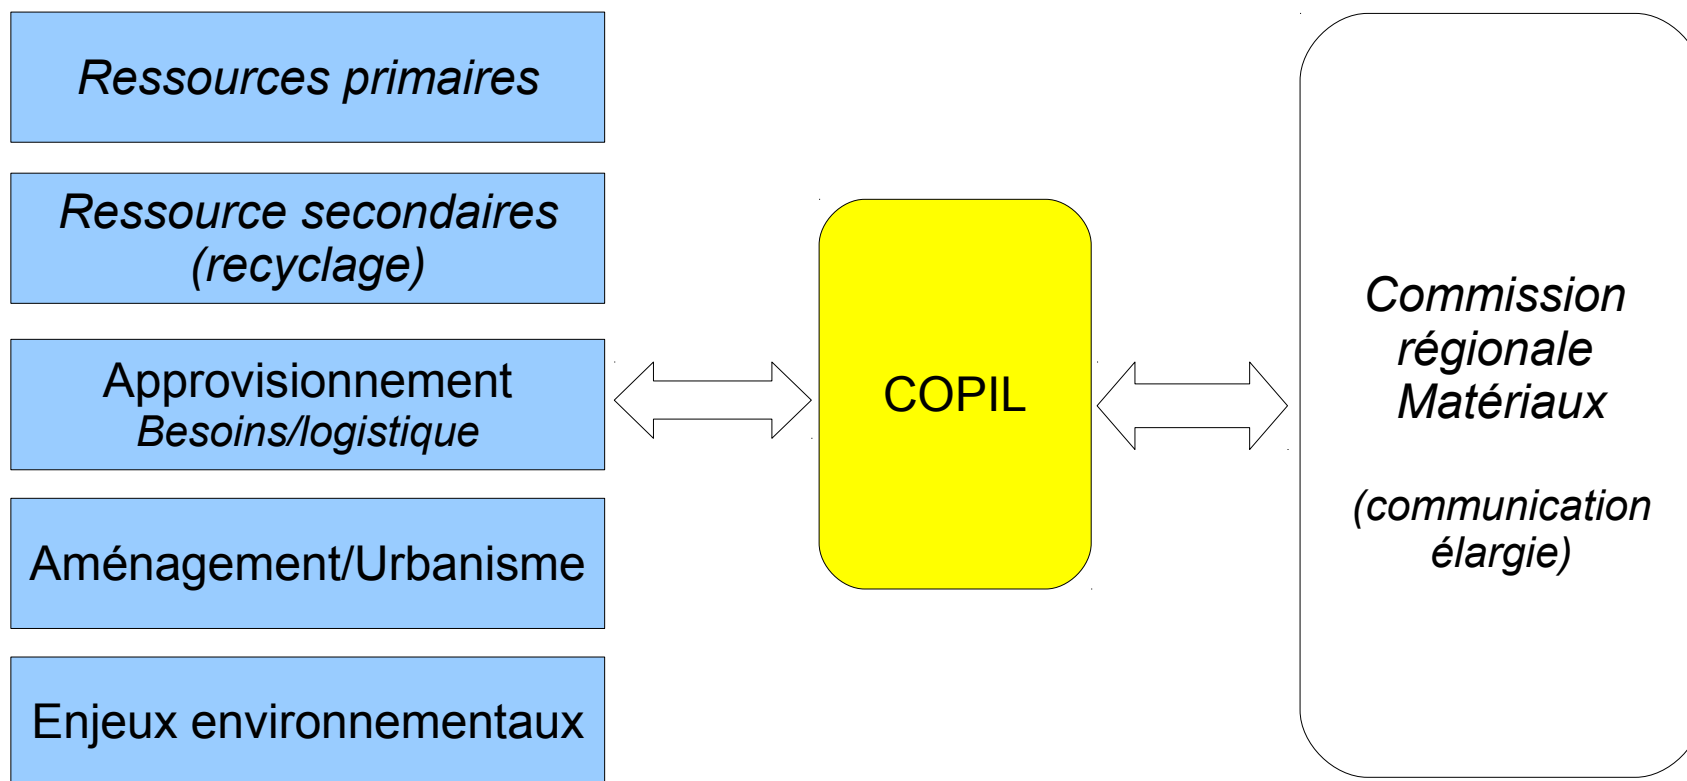 Ressources primaires
Ressource secondaires
(recyclage)
Approvisionnement
Besoins/logistique
Aménagement/Urbanisme
Enjeux environnementaux
COPIL
Commission
régionale
Matériaux
(communication
élargie)